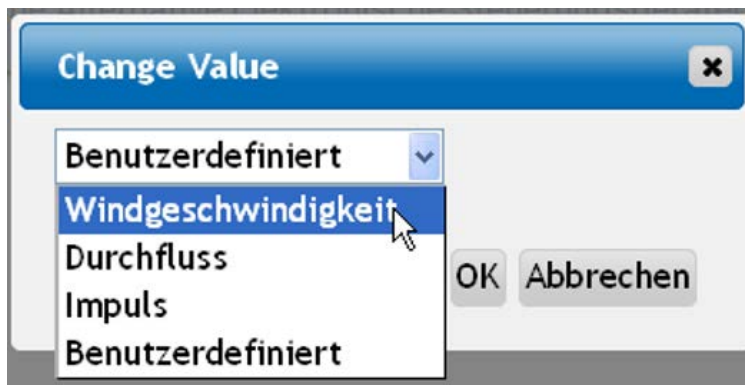 Change Value
Benutzerdefiniert
Windgeschwindigkeit
Durchfluss
OK Abbrechen
Impuls
Benutzerdefiniert